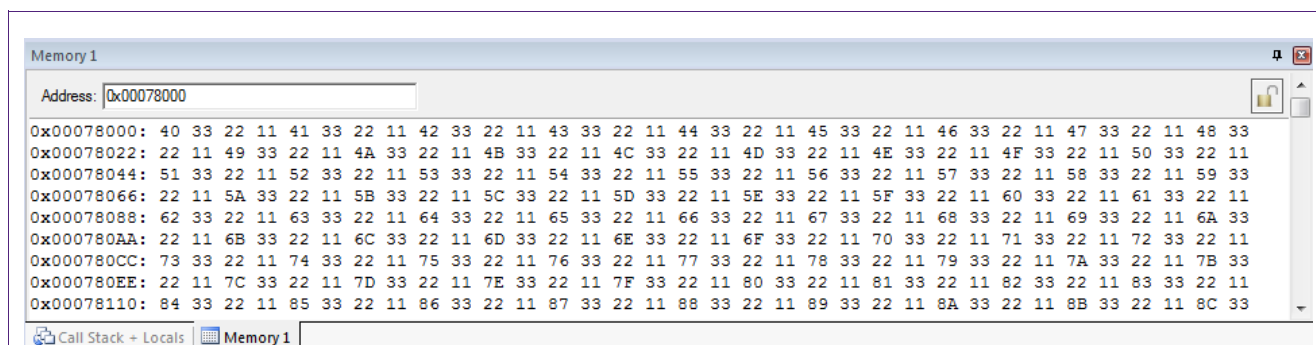 Memory 1
Address: 0x00078000
0x00078000: 40 33 22 11 41 33 22 11 42 33 22 11 43 33 22 11 44 33 22 11 45 33 22 11 46 33 22 11 47 33 22 11 48 33
0x00078022: 22 11 49 33 22 11 4A 33 22 11 4B 33 22 11 4C 33 22 11 4D 33 22 11 4E 33 22 11 4F 33 22 11 50 33 22 11
0x00078044: 51 33 22 11 52 33 22 11 53 33 22 11 54 33 22 11 55 33 22 11 56 33 22 11 57 33 22 11 58 33 22 11 59 33
0x00078066: 22 11 5A 33 22 11 5B 33 22 11 5C 33 22 11 5D 33 22 11 5E 33 22 11 5F 33 22 11 60 33 22 11 61 33 22 11
0x00078088: 62 33 22 11 63 33 22 11 64 33 22 11 65 33 22 11 66 33 22 11 67 33 22 11 68 33 22 11 69 33 22 11 6A 33
0x000780AA: 22 11 6B 33 22 11 6C 33 22 11 6D 33 22 11 6E 33 22 11 6F 33 22 11 70 33 22 11 71 33 22 11 72 33 22 11
0x000780CC: 73 33 22 11 74 33 22 11 75 33 22 11 76 33 22 11 77 33 22 11 78 33 22 11 79 33 22 11 7A 33 22 11 7B 33
0x000780EE: 22 11 7C 33 22 11 7D 33 22 11 7E 33 22 11 7F 33 22 11 80 33 22 11 81 33 22 11 82 33 22 11 83 33 22 11
0x00078110: 84 33 22 11 85 33 22 11 86 33 22 11 87 33 22 11 88 33 22 11 89 33 22 11 8A 33 22 11 8B 33 22 11 8C 33
Call Stack + Locals Memory 1